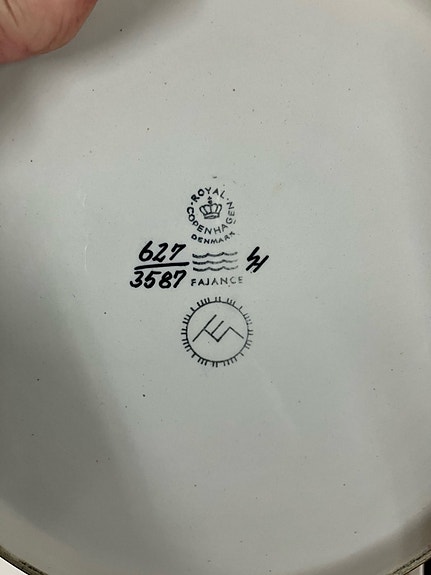 ROYAL
COPENHAGEN
DENMARK
627
3587
FAJANCE